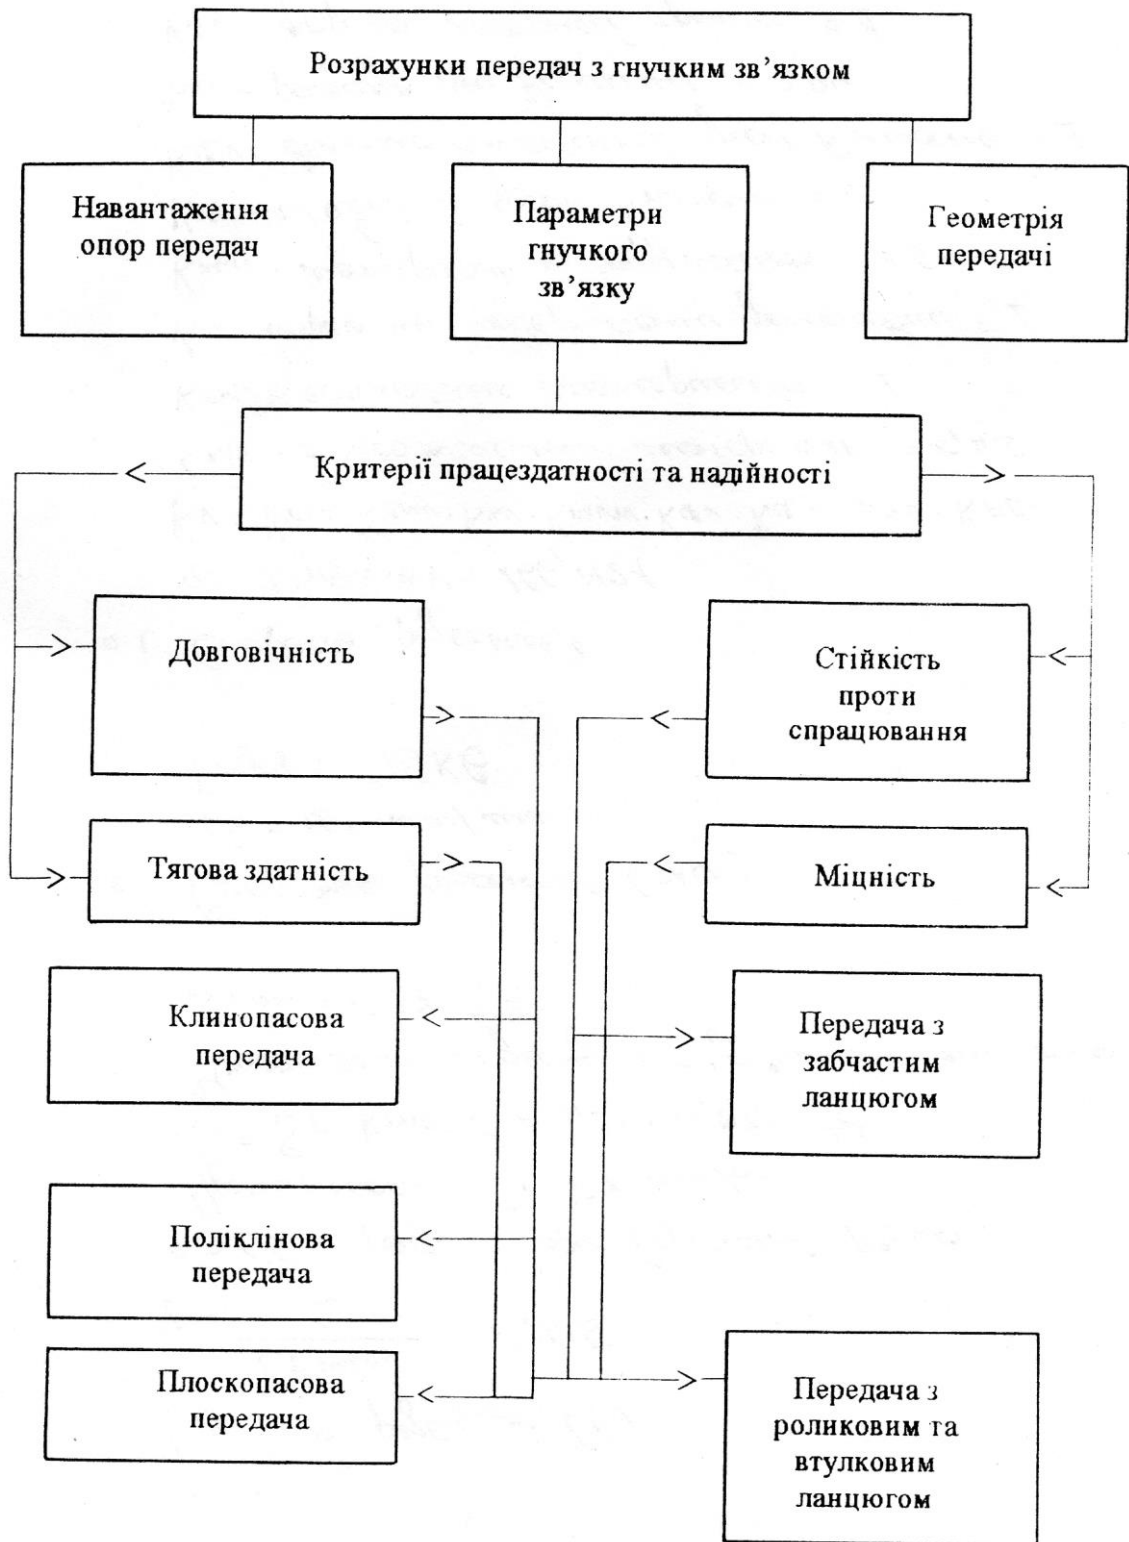 Розрахунки передач з гнучким зв’язком
Навантаження
опор передач
Параметри
гнучкого
зв’язку
Геометрія
передачі
Критерії працездатності та надійності
Довговічність
Стійкість
проти
спрацювання
Тягова здатність
Міцність
Клинопасова
передача
Передача з
забчастим
ланцюгом
Поліклінова
передача
Плоскопасова
передача
Передача з
роликовим та
втулковим
ланцюгом